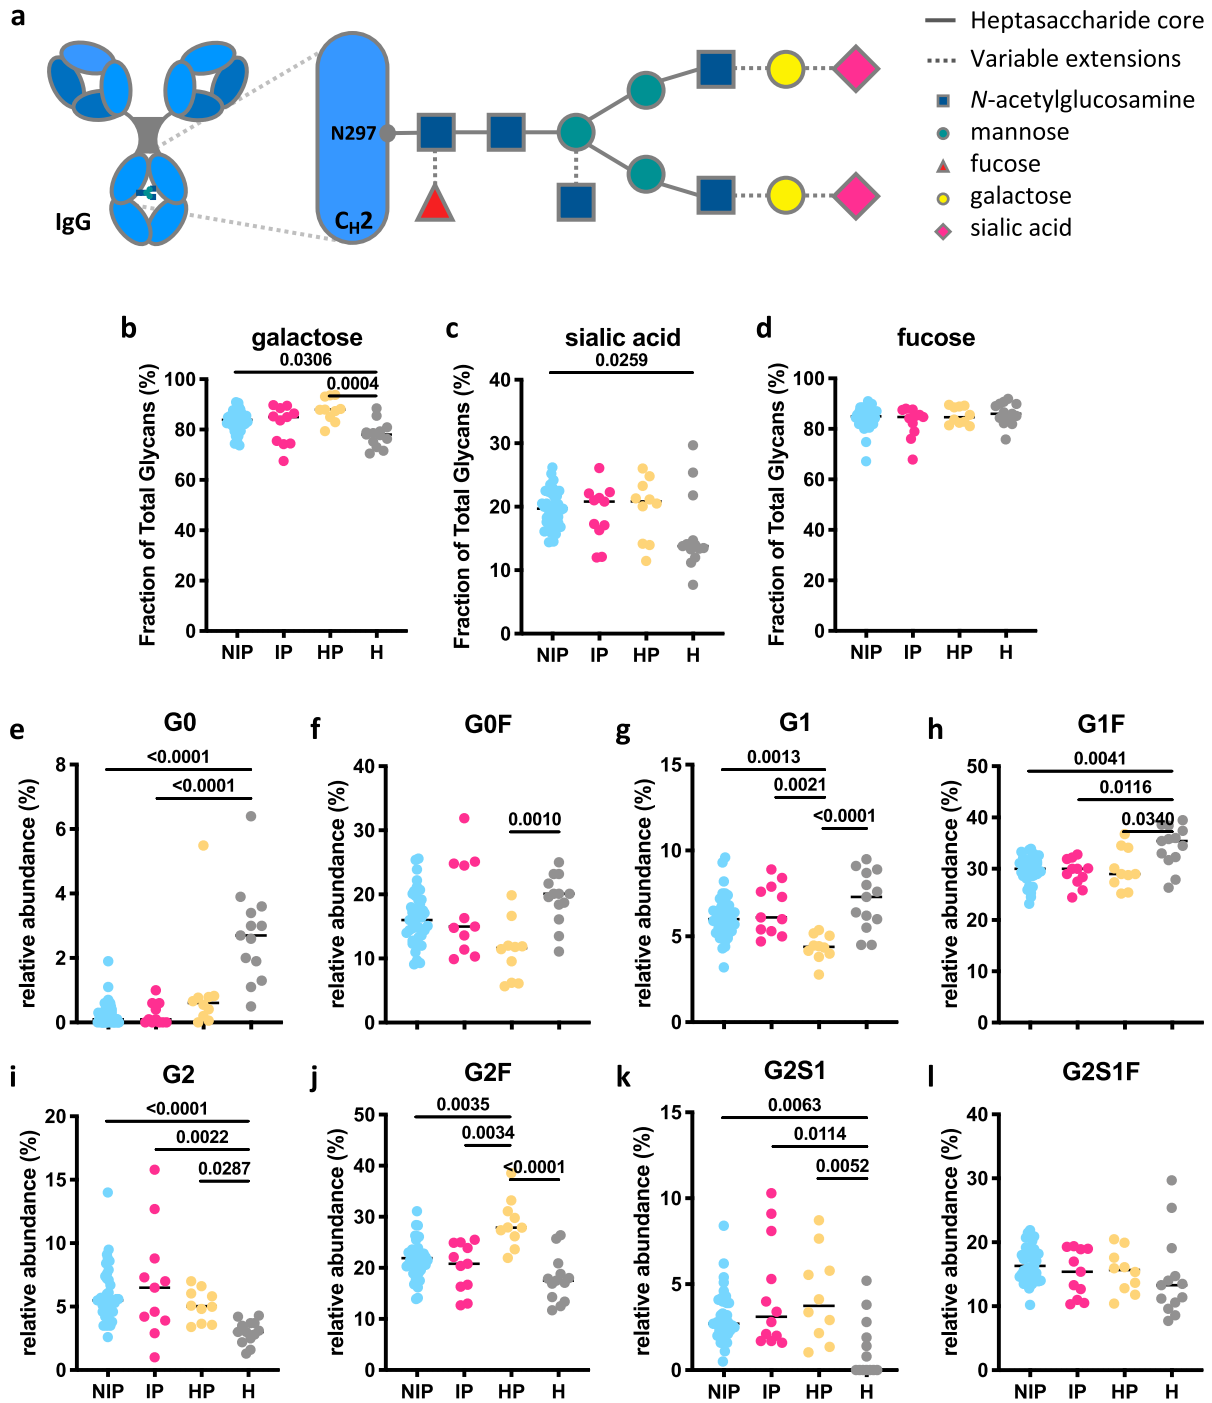 a
Heptasaccharide core
Variable extensions
N-acetylglucosamine
mannose
fucose
galactose
sialic acid
N297
C_H2
IgG
b
galactose
0.0306
0.0004
Fraction of Total Glycans (%)
100
80
60
40
20
0
NIP IP HP H
c
sialic acid
0.0259
Fraction of Total Glycans (%)
40
30
20
10
0
NIP IP HP H
d
fucose
Fraction of Total Glycans (%)
100
80
60
40
20
0
NIP IP HP H
e
G0
<0.0001
<0.0001
relative abundance (%)
8
6
4
2
0
f
G0F
0.0010
relative abundance (%)
40
30
20
10
0
g
G1
0.0013
0.0021
<0.0001
relative abundance (%)
15
10
5
0
h
G1F
0.0041
0.0116
0.0340
relative abundance (%)
50
40
30
20
10
0
i
G2
<0.0001
0.0022
0.0287
relative abundance (%)
20
15
10
5
0
NIP IP HP H
j
G2F
0.0035
0.0034
<0.0001
relative abundance (%)
50
40
30
20
10
0
NIP IP HP H
k
G2S1
0.0063
0.0114
0.0052
relative abundance (%)
15
10
5
0
NIP IP HP H
l
G2S1F
relative abundance (%)
40
30
20
10
0
NIP IP HP H